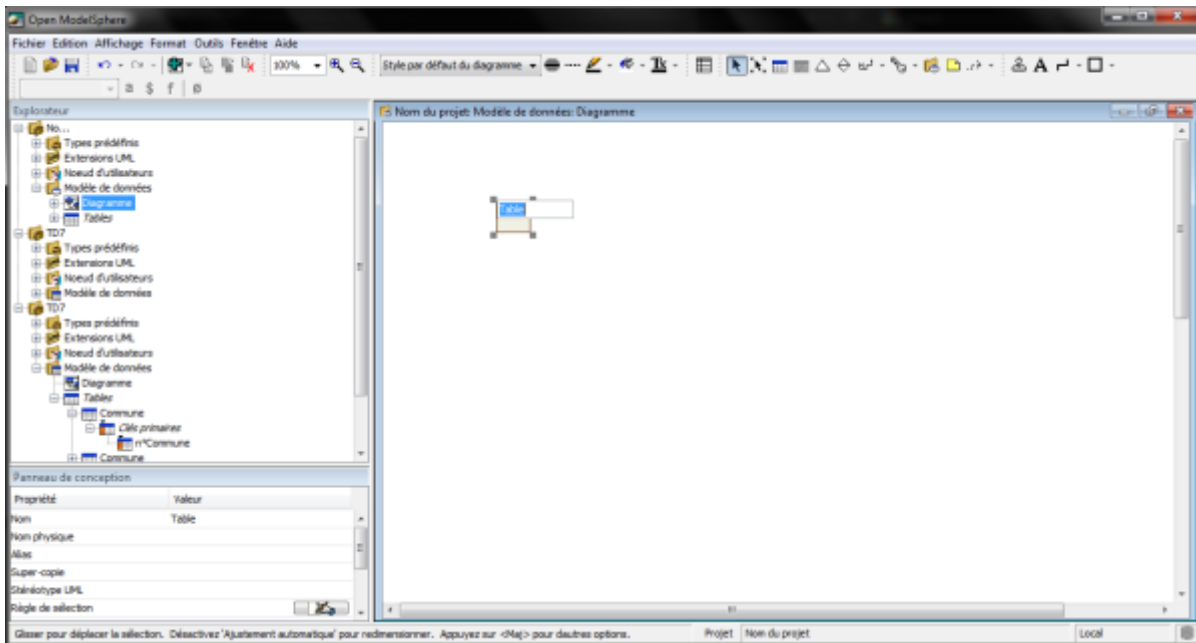 Open ModelSphere
Fichier Edition Affichage Format Outils Fenêtre Aide
100% Style par défaut du diagramme
a $ f ø
Explorateur
No...
Types prédéfinis
Extensions UML
Noeud d'utilisateurs
Modèle de données
Diagramme
Tables
TD7
Types prédéfinis
Extensions UML
Noeud d'utilisateurs
Modèle de données
TD7
Types prédéfinis
Extensions UML
Noeud d'utilisateurs
Modèle de données
Diagramme
Tables
Commune
Clés primaires
n°Commune
Commune
Nom du projet: Modèle de données: Diagramme
Table
Panneau de conception
Propriété Valeur
Nom Table
Nom physique
Alias
Super-copie
Stéréotype UML
Règle de sélection
Glisser pour déplacer la sélection. Désactivez 'Ajustement automatique' pour redimensionner. Appuyez sur <Maj> pour dautres options. Projet Nom du projet Local